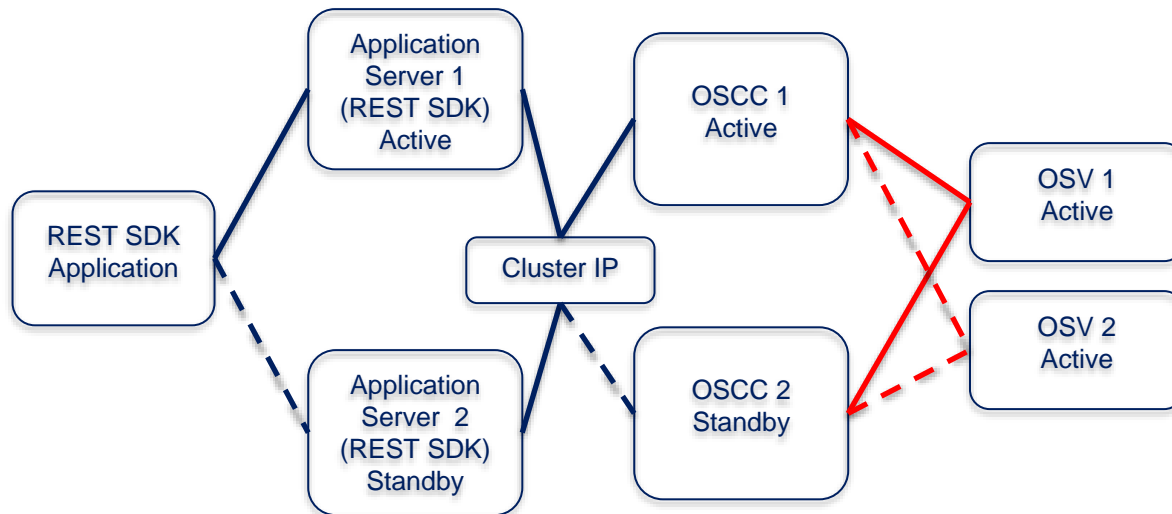 REST SDK
Application
Application
Server 1
(REST SDK)
Active
Application
Server 2
(REST SDK)
Standby
Cluster IP
OSCC 1
Active
OSCC 2
Standby
OSV 1
Active
OSV 2
Active